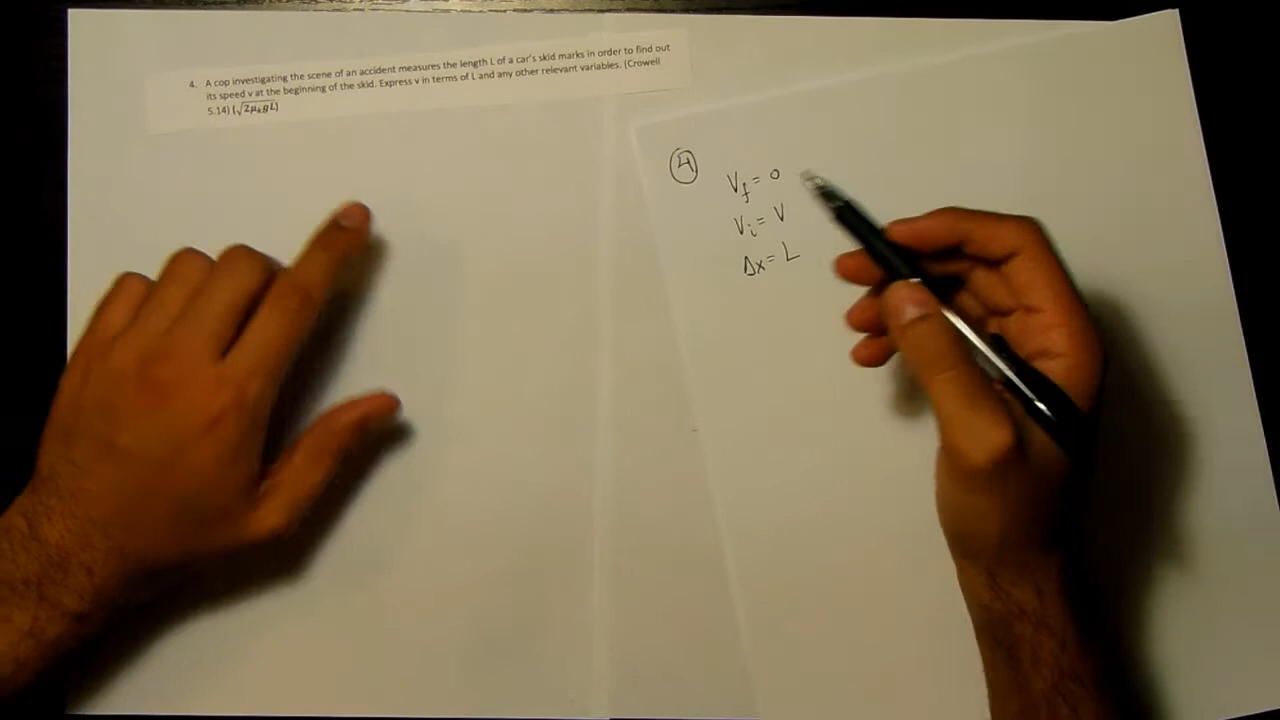 4. A cop investigating the scene of an accident measures the length L of a car's skid marks in order to find out
its speed v at the beginning of the skid. Express v in terms of L and any other relevant variables. (Crowell
5.14) (√2μₖgL)
4
V_f = 0
V_i = V
Δx = L